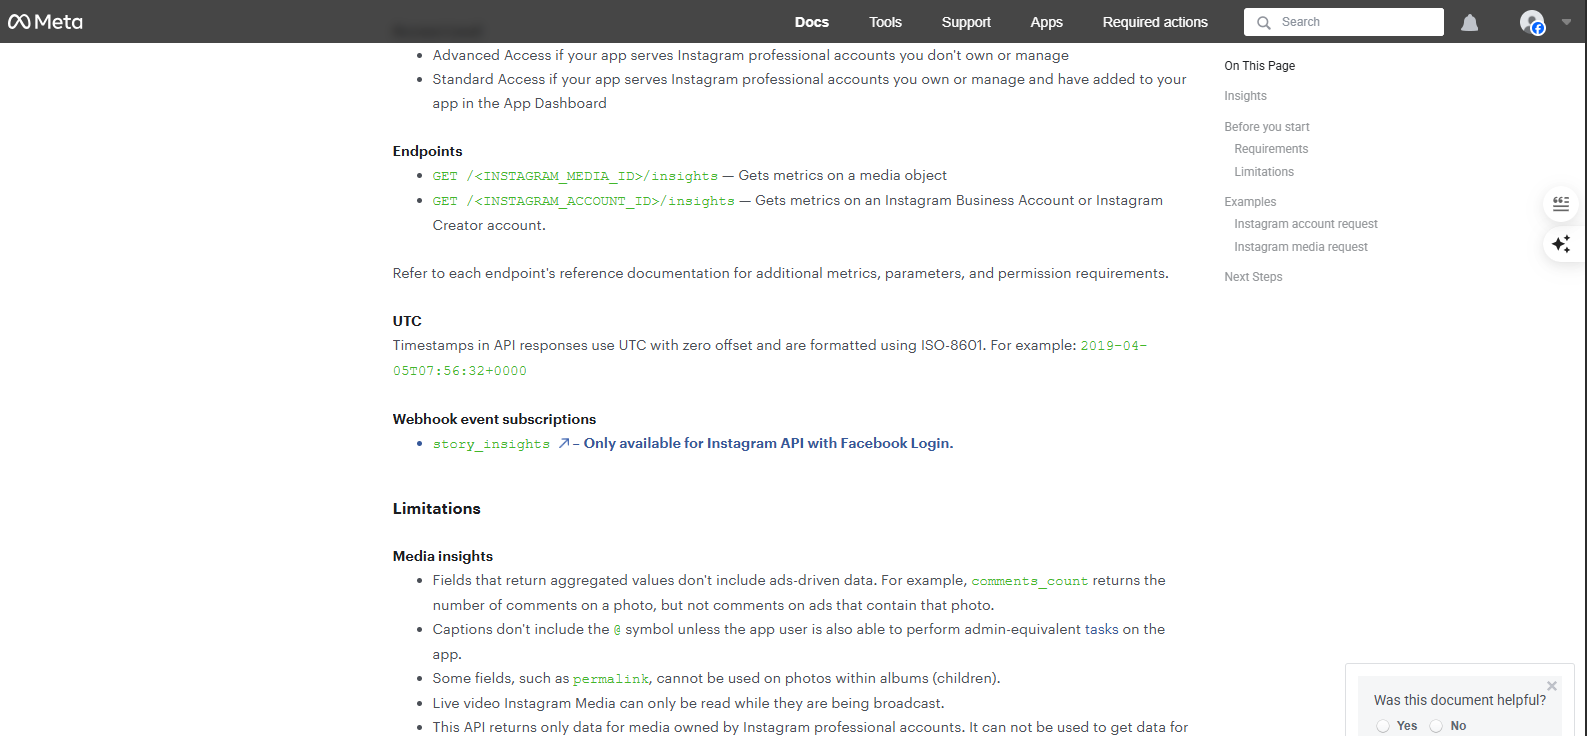 Meta
Docs
Tools
Support
Apps
Required actions
Search
Advanced Access if your app serves Instagram professional accounts you don't own or manage
Standard Access if your app serves Instagram professional accounts you own or manage and have added to your
app in the App Dashboard
Endpoints
GET /<INSTAGRAM_MEDIA_ID>/insights — Gets metrics on a media object
GET /<INSTAGRAM_ACCOUNT_ID>/insights — Gets metrics on an Instagram Business Account or Instagram
Creator account.
Refer to each endpoint's reference documentation for additional metrics, parameters, and permission requirements.
UTC
Timestamps in API responses use UTC with zero offset and are formatted using ISO-8601. For example: 2019-04-
05T07:56:32+0000
Webhook event subscriptions
story_insights – Only available for Instagram API with Facebook Login.
Limitations
Media insights
Fields that return aggregated values don't include ads-driven data. For example, comments_count returns the
number of comments on a photo, but not comments on ads that contain that photo.
Captions don't include the @ symbol unless the app user is also able to perform admin-equivalent tasks on the
app.
Some fields, such as permalink, cannot be used on photos within albums (children).
Live video Instagram Media can only be read while they are being broadcast.
This API returns only data for media owned by Instagram professional accounts. It can not be used to get data for
On This Page
Insights
Before you start
Requirements
Limitations
Examples
Instagram account request
Instagram media request
Next Steps
Was this document helpful?
Yes
No